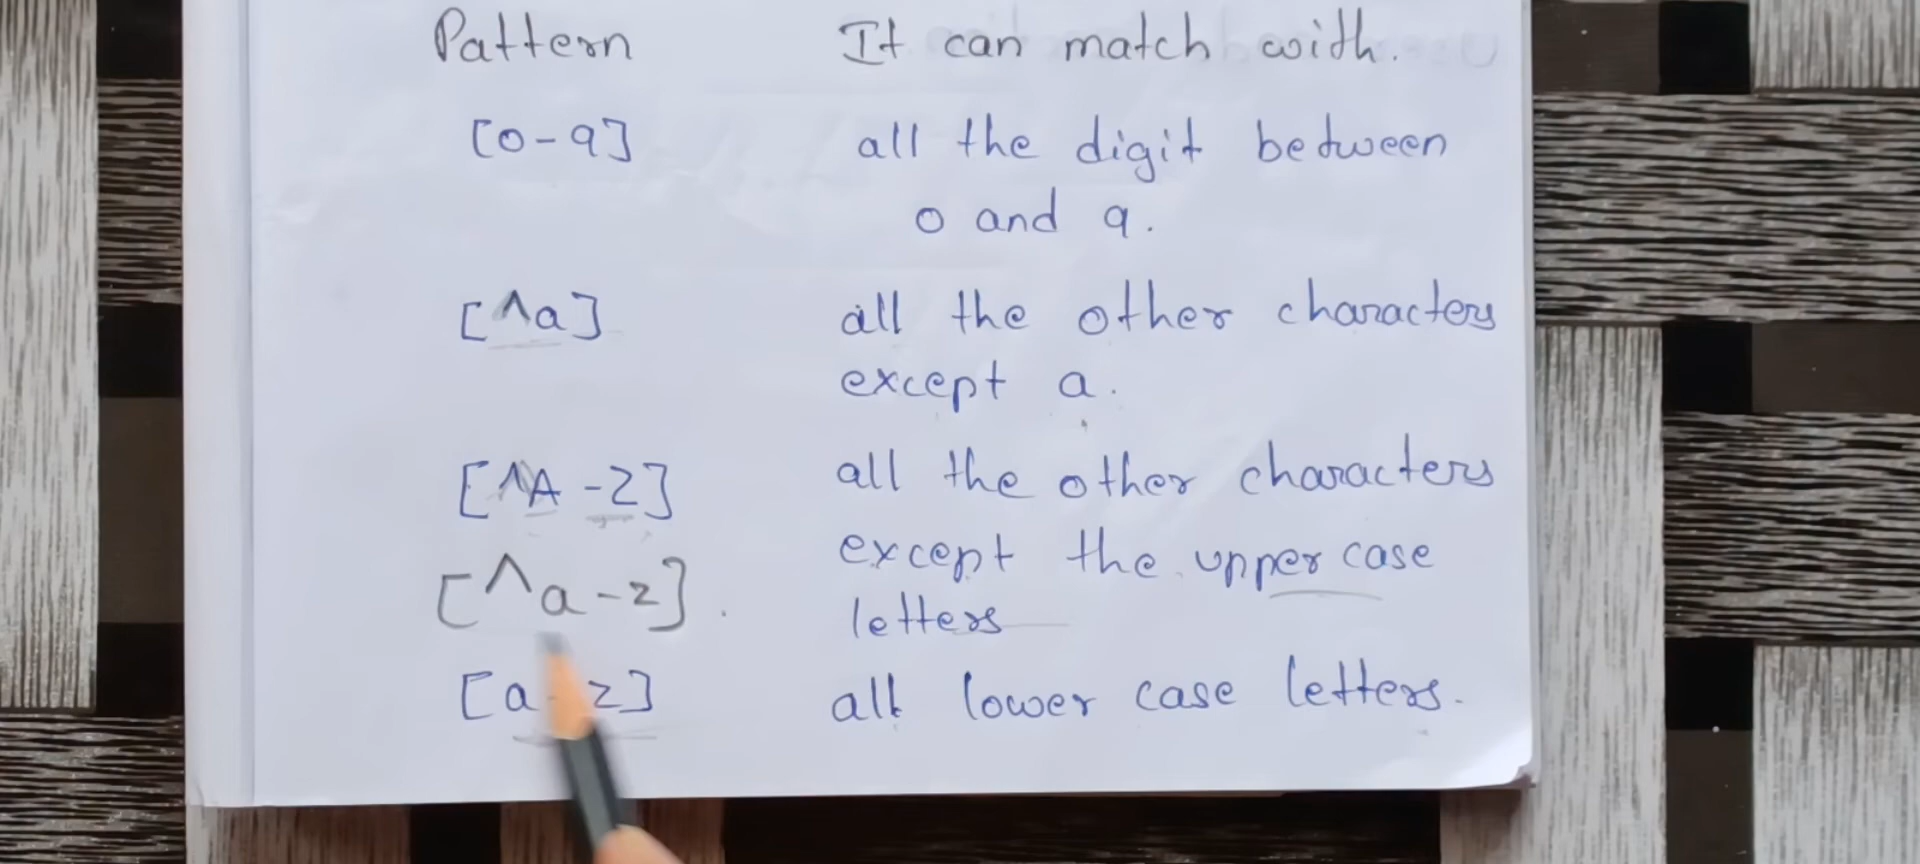 Pattern It can match with.
[0-9] all the digit between
0 and 9.
[^a] all the other characters
except a.
[^A-Z] all the other characters
except the upper case
[^a-z]. letters
[a-z] all lower case letters.